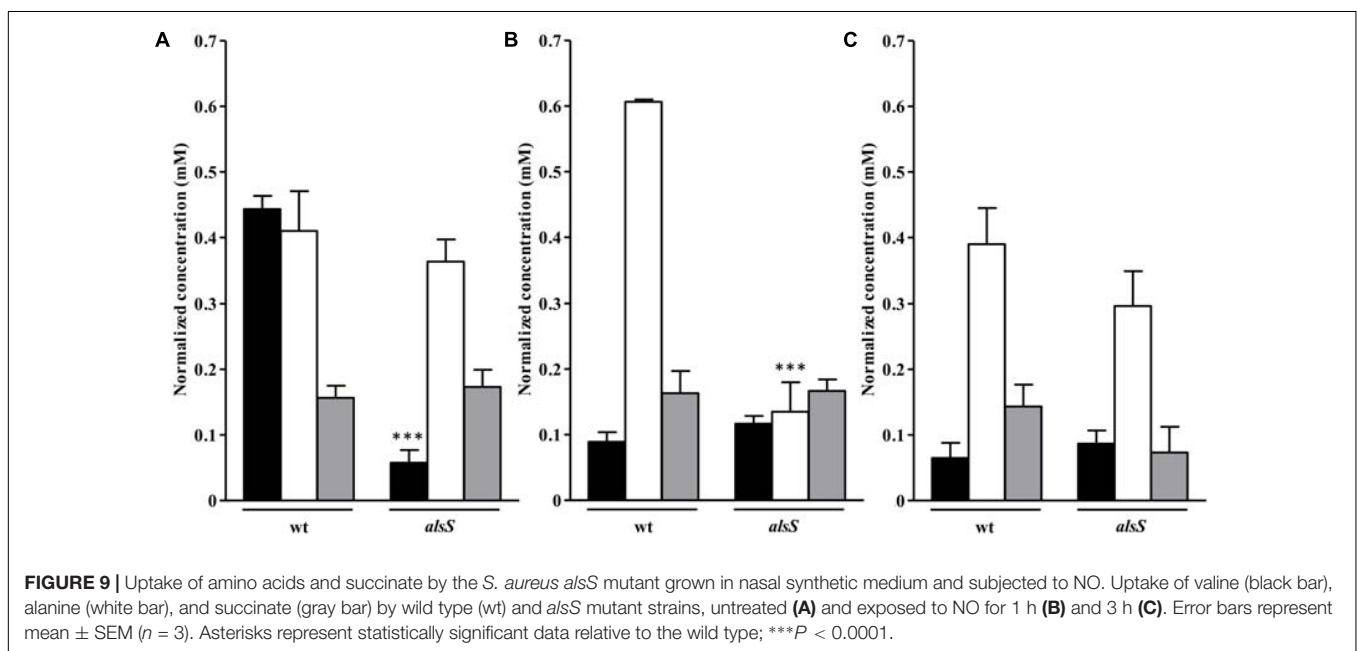 A
B
C
Normalized concentration (mM)
0.7
0.6
0.5
0.4
0.3
0.2
0.1
0
***
wt
alsS
Normalized concentration (mM)
0.7
0.6
0.5
0.4
0.3
0.2
0.1
0
***
wt
alsS
Normalized concentration (mM)
0.7
0.6
0.5
0.4
0.3
0.2
0.1
0
wt
alsS
FIGURE 9 | Uptake of amino acids and succinate by the S. aureus alsS mutant grown in nasal synthetic medium and subjected to NO. Uptake of valine (black bar),
alanine (white bar), and succinate (gray bar) by wild type (wt) and alsS mutant strains, untreated (A) and exposed to NO for 1 h (B) and 3 h (C). Error bars represent
mean ± SEM (n = 3). Asterisks represent statistically significant data relative to the wild type; ***P < 0.0001.